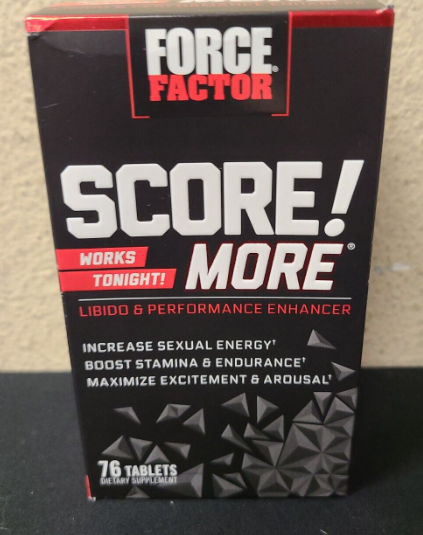 FORCE
FACTOR
SCORE!
WORKS
TONIGHT!
MORE®
LIBIDO & PERFORMANCE ENHANCER
INCREASE SEXUAL ENERGY†
BOOST STAMINA & ENDURANCE†
MAXIMIZE EXCITEMENT & AROUSAL†
76 TABLETS
DIETARY SUPPLEMENT